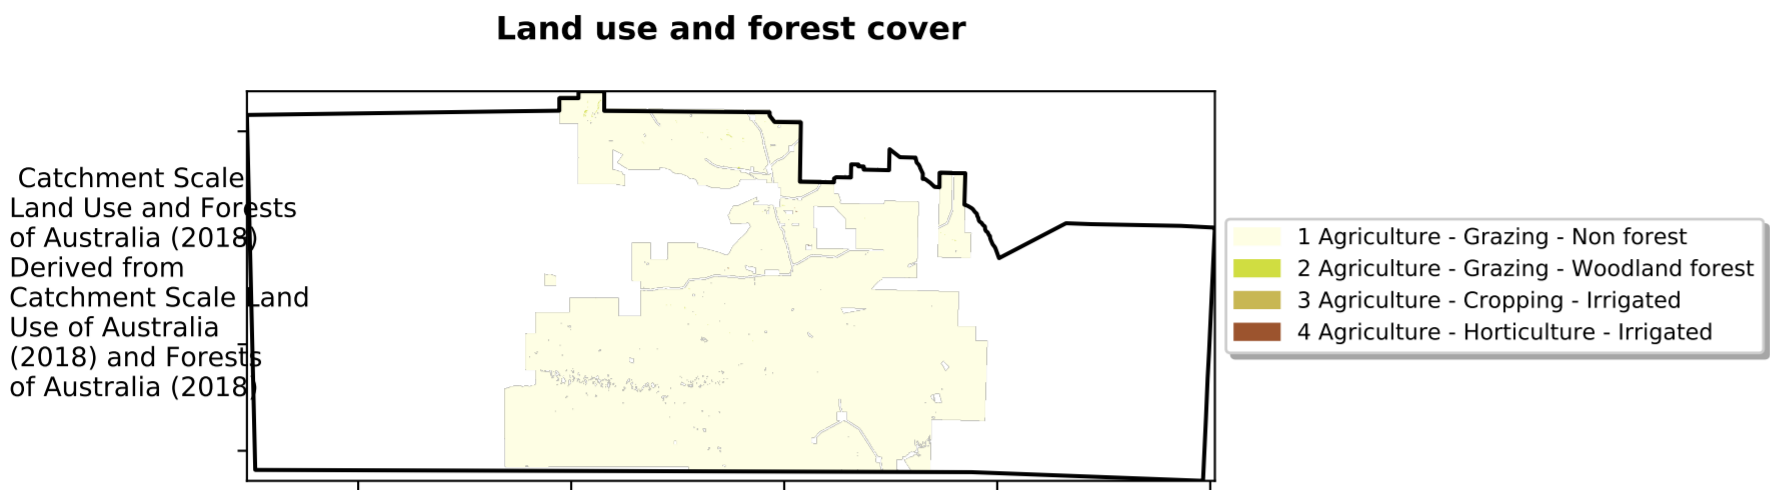 Land use and forest cover
Catchment Scale
Land Use and Forests
of Australia (2018)
Derived from
Catchment Scale Land
Use of Australia
(2018) and Forests
of Australia (2018)
1 Agriculture - Grazing - Non forest
2 Agriculture - Grazing - Woodland forest
3 Agriculture - Cropping - Irrigated
4 Agriculture - Horticulture - Irrigated